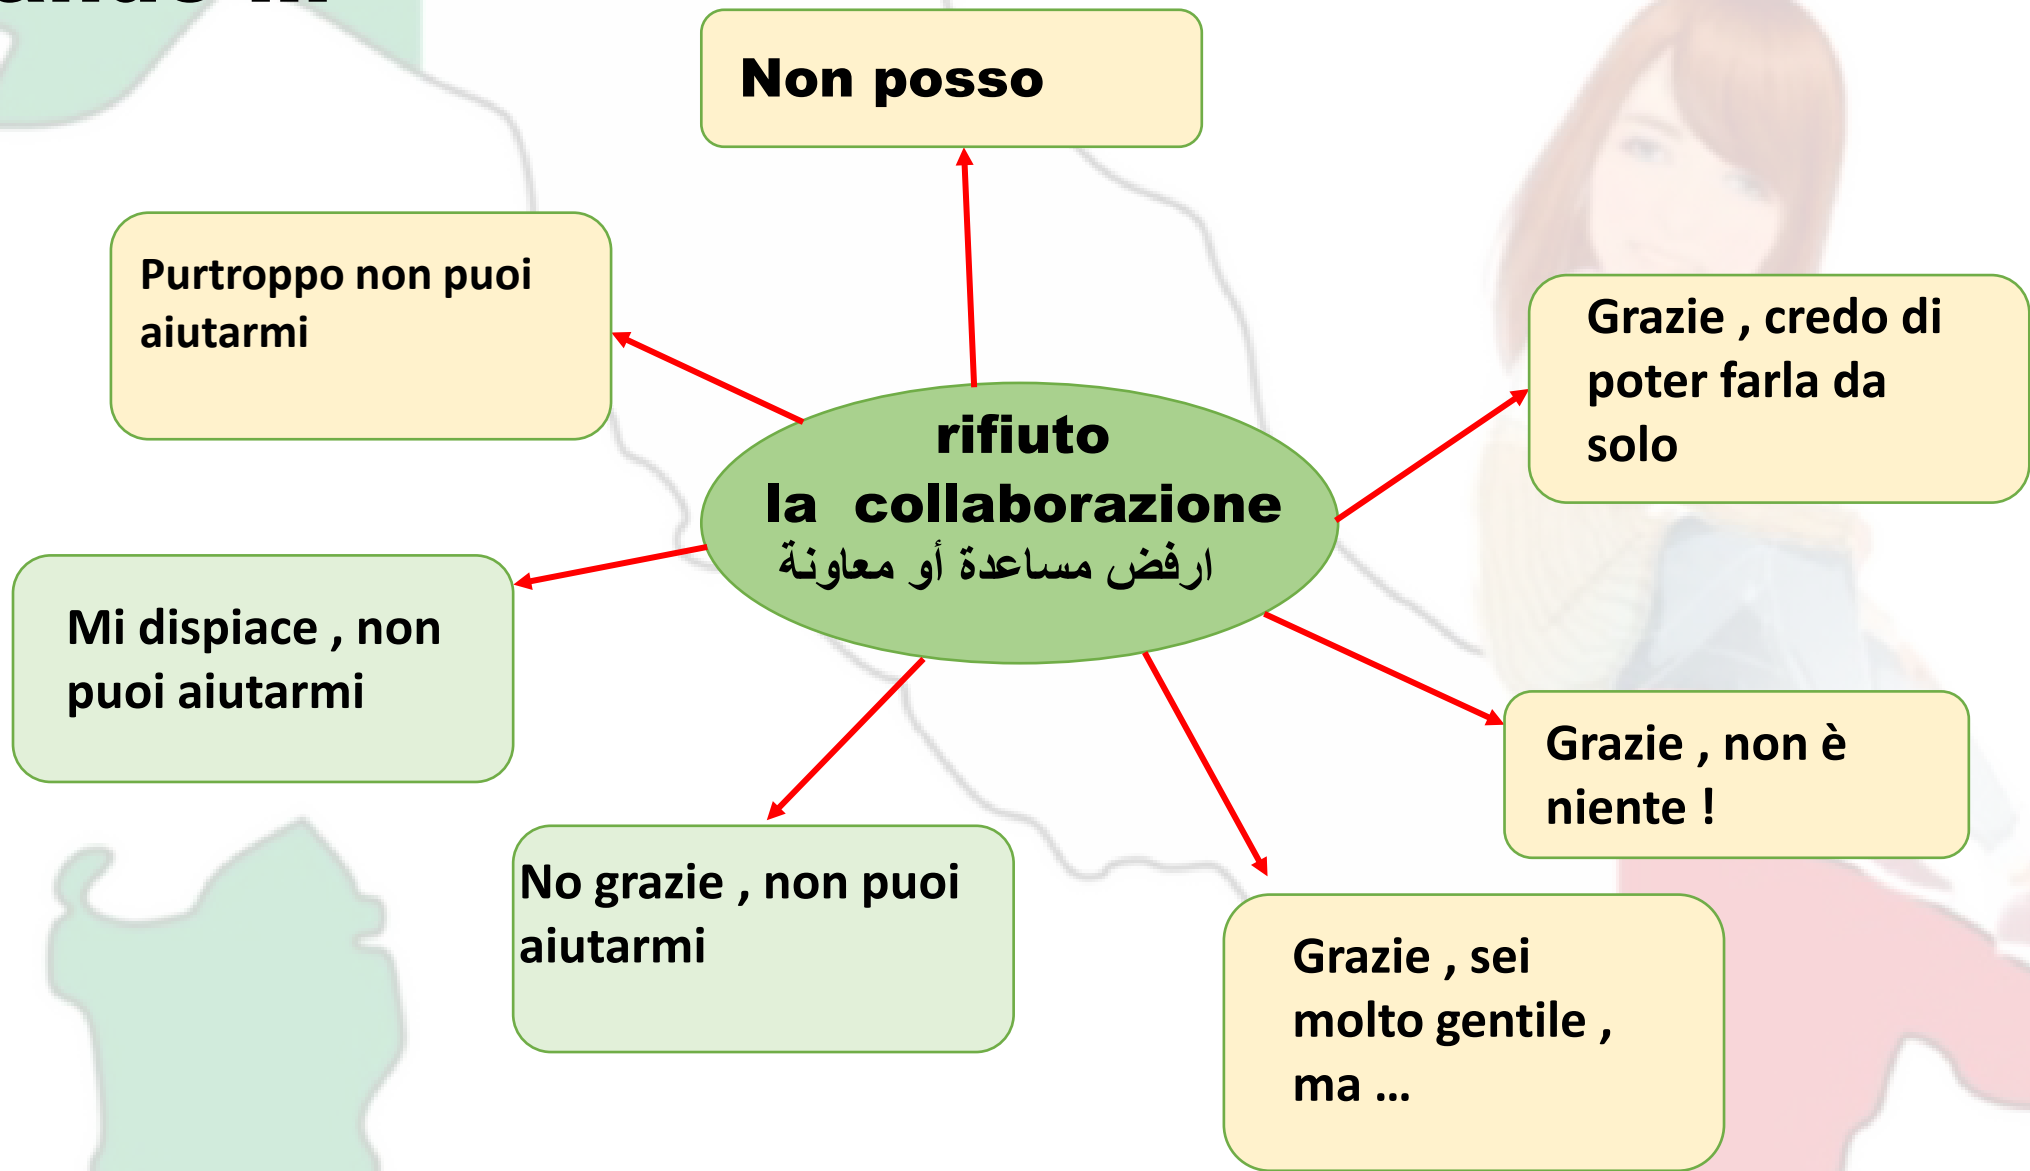 Non posso
Purtroppo non puoi
aiutarmi
Grazie , credo di
poter farla da
solo
rifiuto
la collaborazione
ارفض مساعدة أو معاونة
Mi dispiace , non
puoi aiutarmi
Grazie , non è
niente !
No grazie , non puoi
aiutarmi
Grazie , sei
molto gentile ,
ma ...